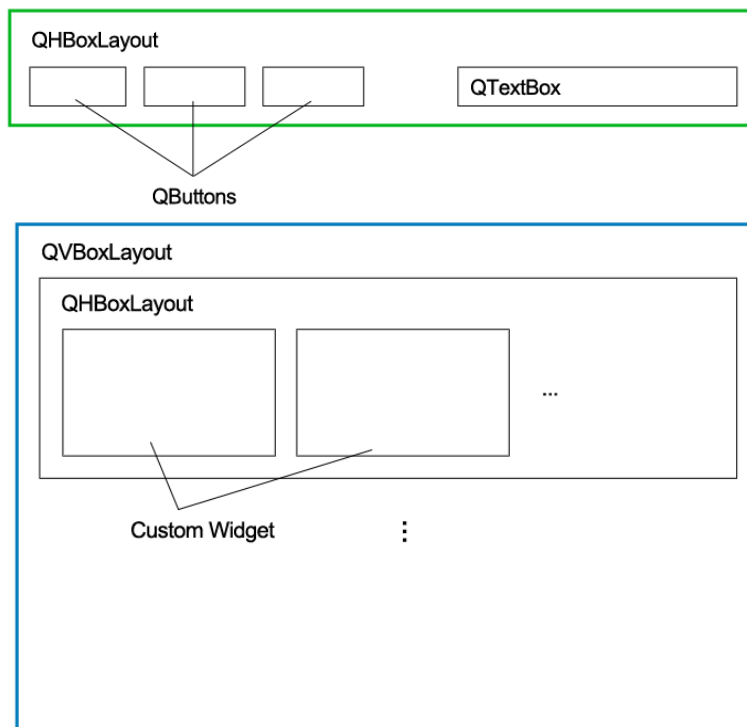 QHBoxLayout
QTextBox
QButtons
QVBoxLayout
QHBoxLayout
...
Custom Widget
⋮